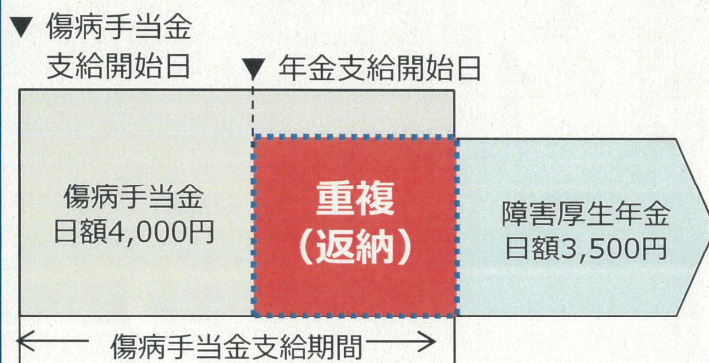 ▼ 傷病手当金
支給開始日
▼ 年金支給開始日
傷病手当金
日額4,000円
重複
(返納)
障害厚生年金
日額3,500円
傷病手当金支給期間